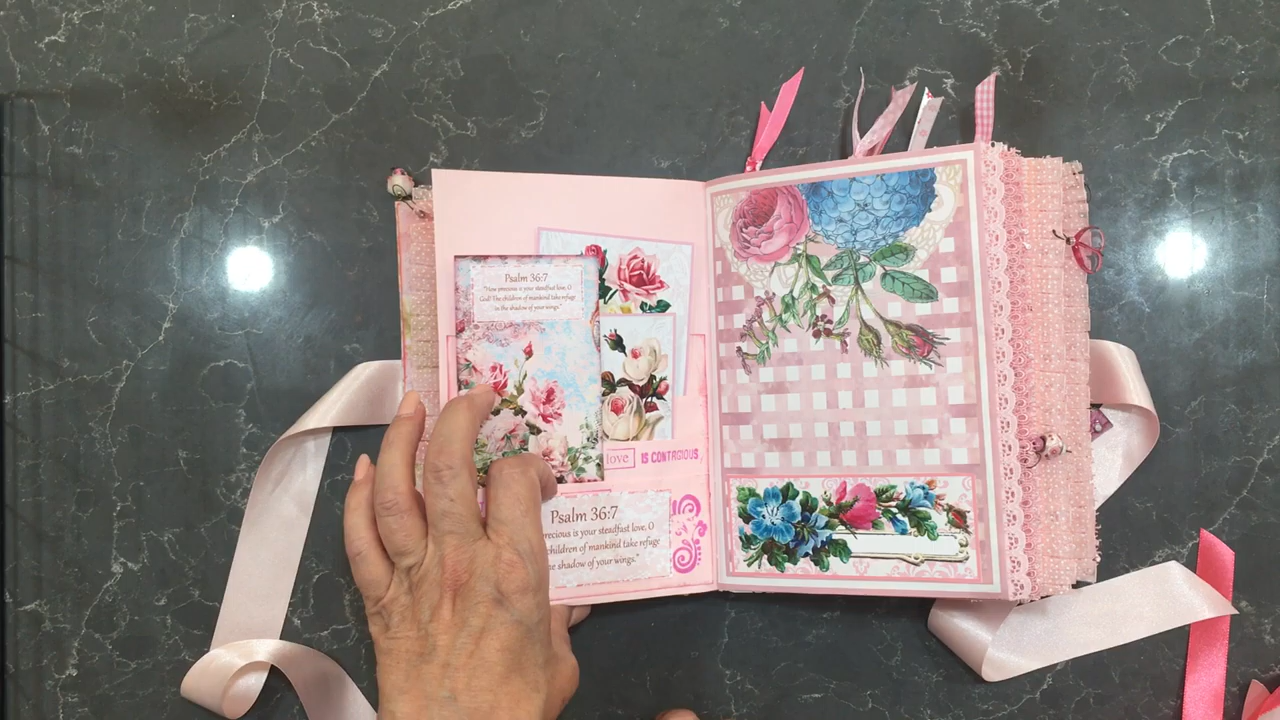 Psalm 36:7
"How precious is your steadfast love, O
God! The children of mankind take refuge
in the shadow of your wings."
love IS CONTAGIOUS
Psalm 36:7
precious is your steadfast love, O
children of mankind take refuge
he shadow of your wings."